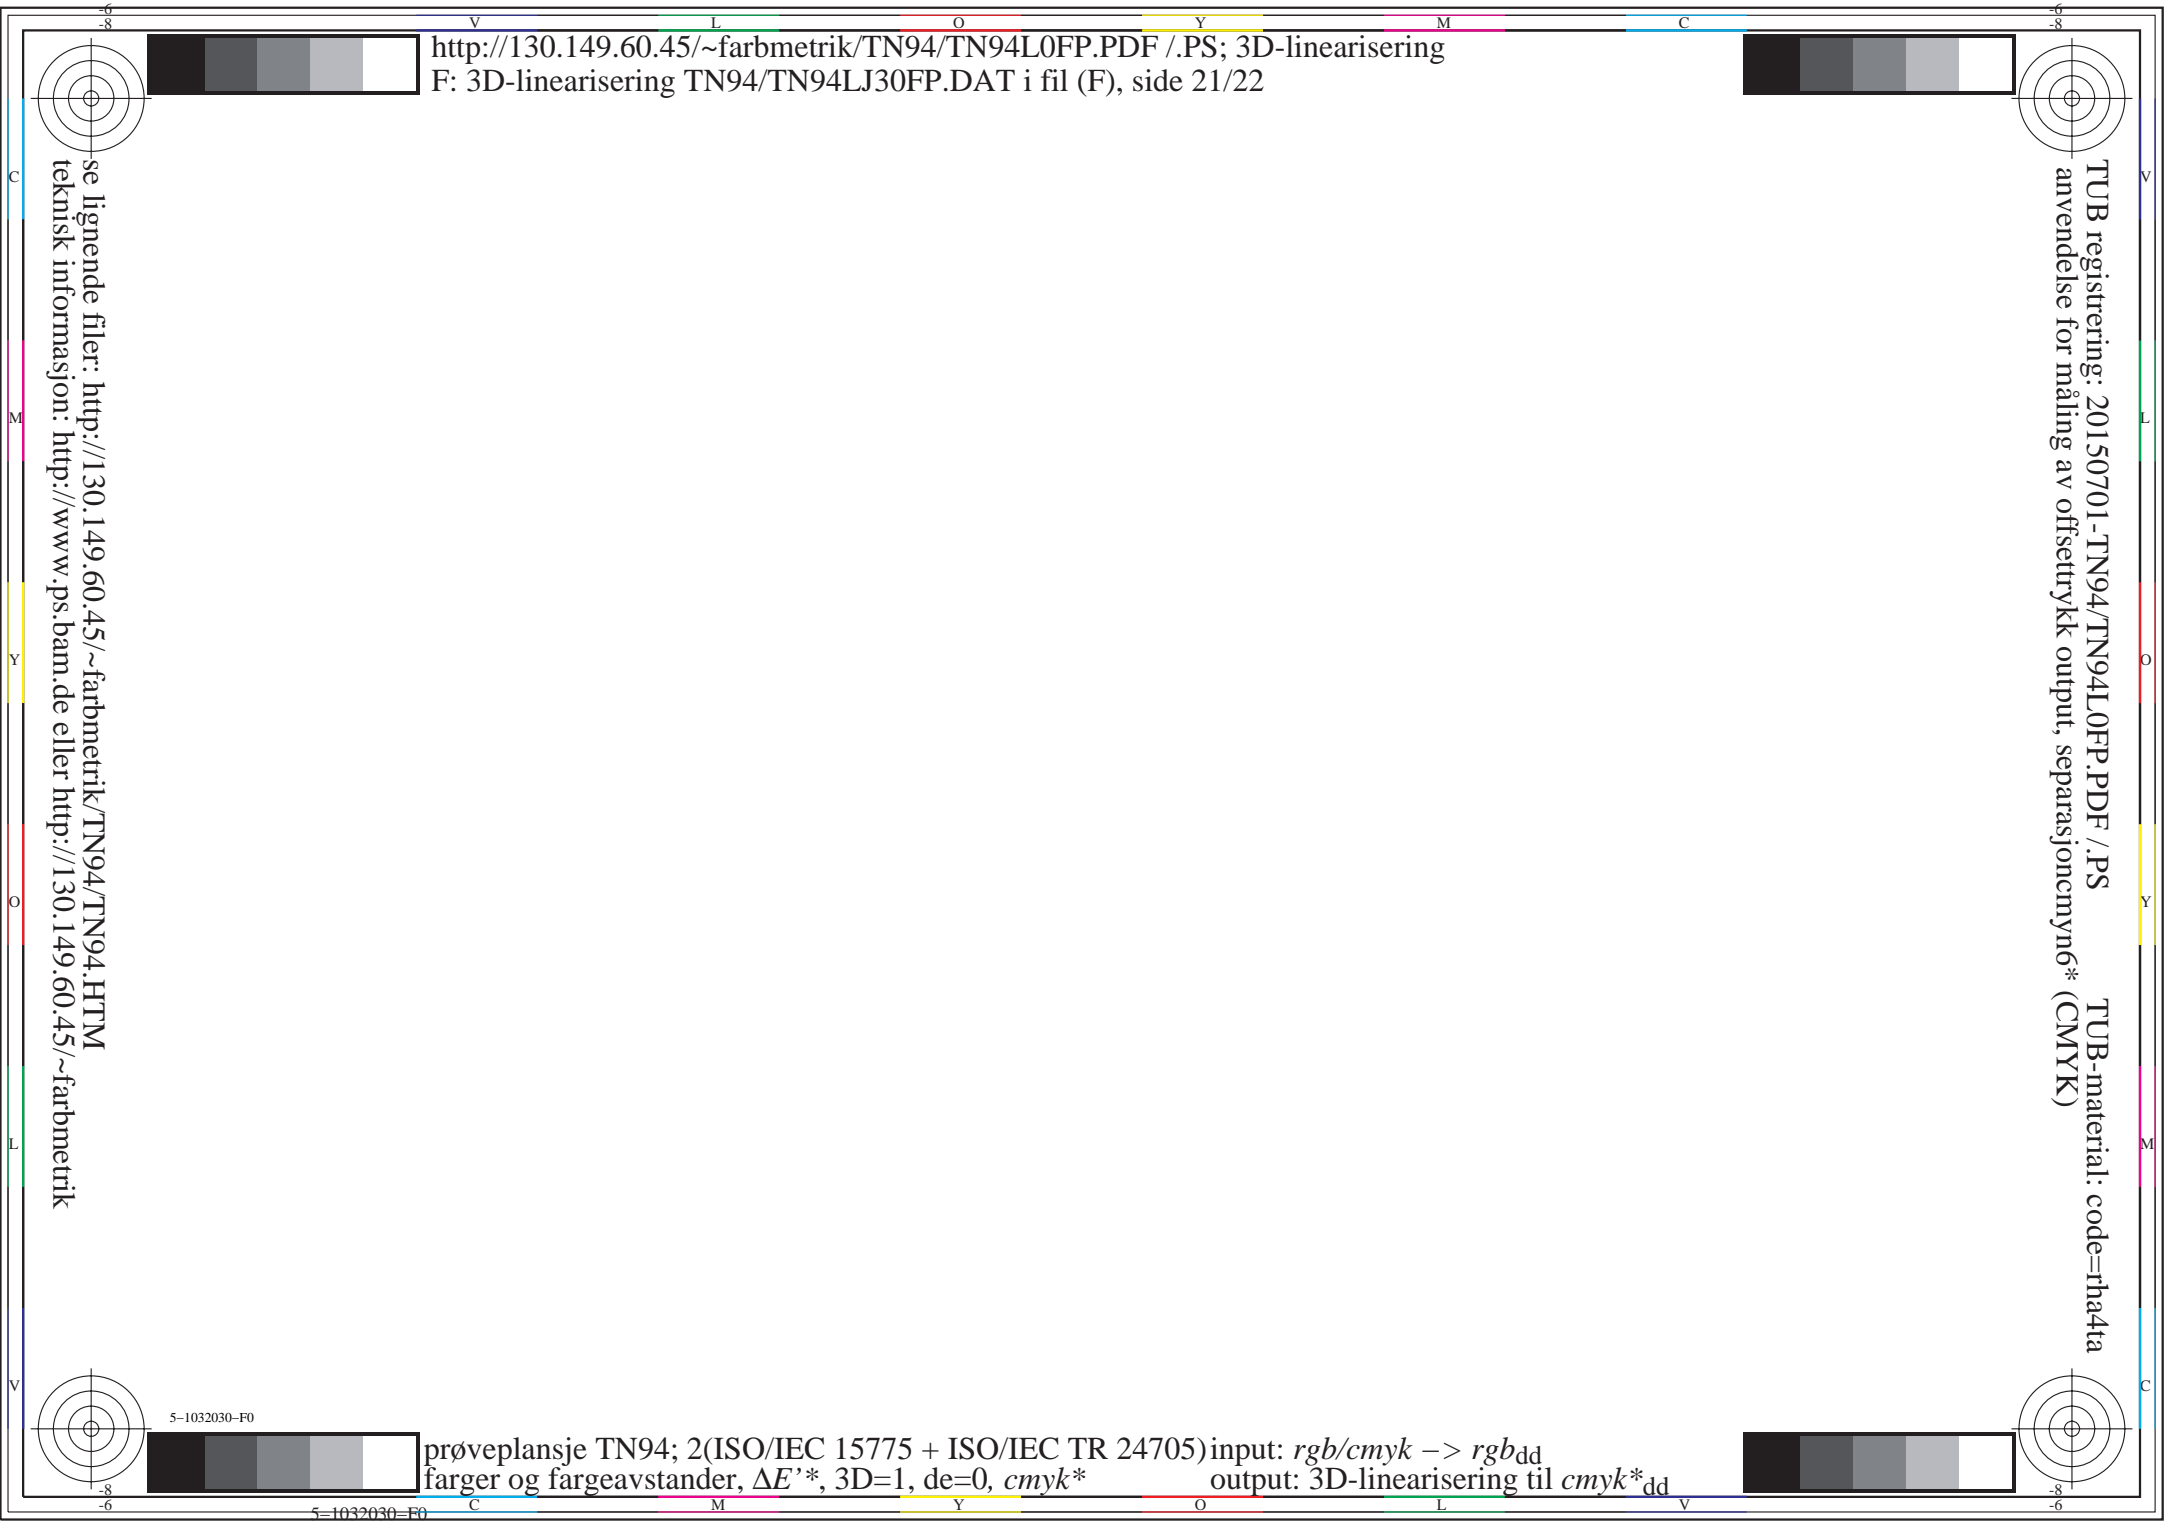 -6
-8
V L O Y M C
-6
-8
http://130.149.60.45/~farbmetrik/TN94/TN94L0FP.PDF /.PS; 3D-linearisering
F: 3D-linearisering TN94/TN94LJ30FP.DAT i fil (F), side 21/22
C
M
Y
O
L
V
se lignende filer: http://130.149.60.45/~farbmetrik/TN94/TN94.HTM
teknisk informasjon: http://www.ps.bam.de eller http://130.149.60.45/~farbmetrik
TUB registrering: 20150701-TN94/TN94L0FP.PDF /.PS TUB-material: code=rha4ta
anvendelse for måling av offsettrykk output, separasjoncmyn6* (CMYK)
V
L
O
Y
M
C
5-1032030-F0
prøveplansje TN94; 2(ISO/IEC 15775 + ISO/IEC TR 24705) input: rgb/cmyk -> rgbdd
farger og fargeavstander, ΔE'*, 3D=1, de=0, cmyk* output: 3D-linearisering til cmyk*dd
-8
-6
5-1032030-F0
C M Y O L V
-8
-6